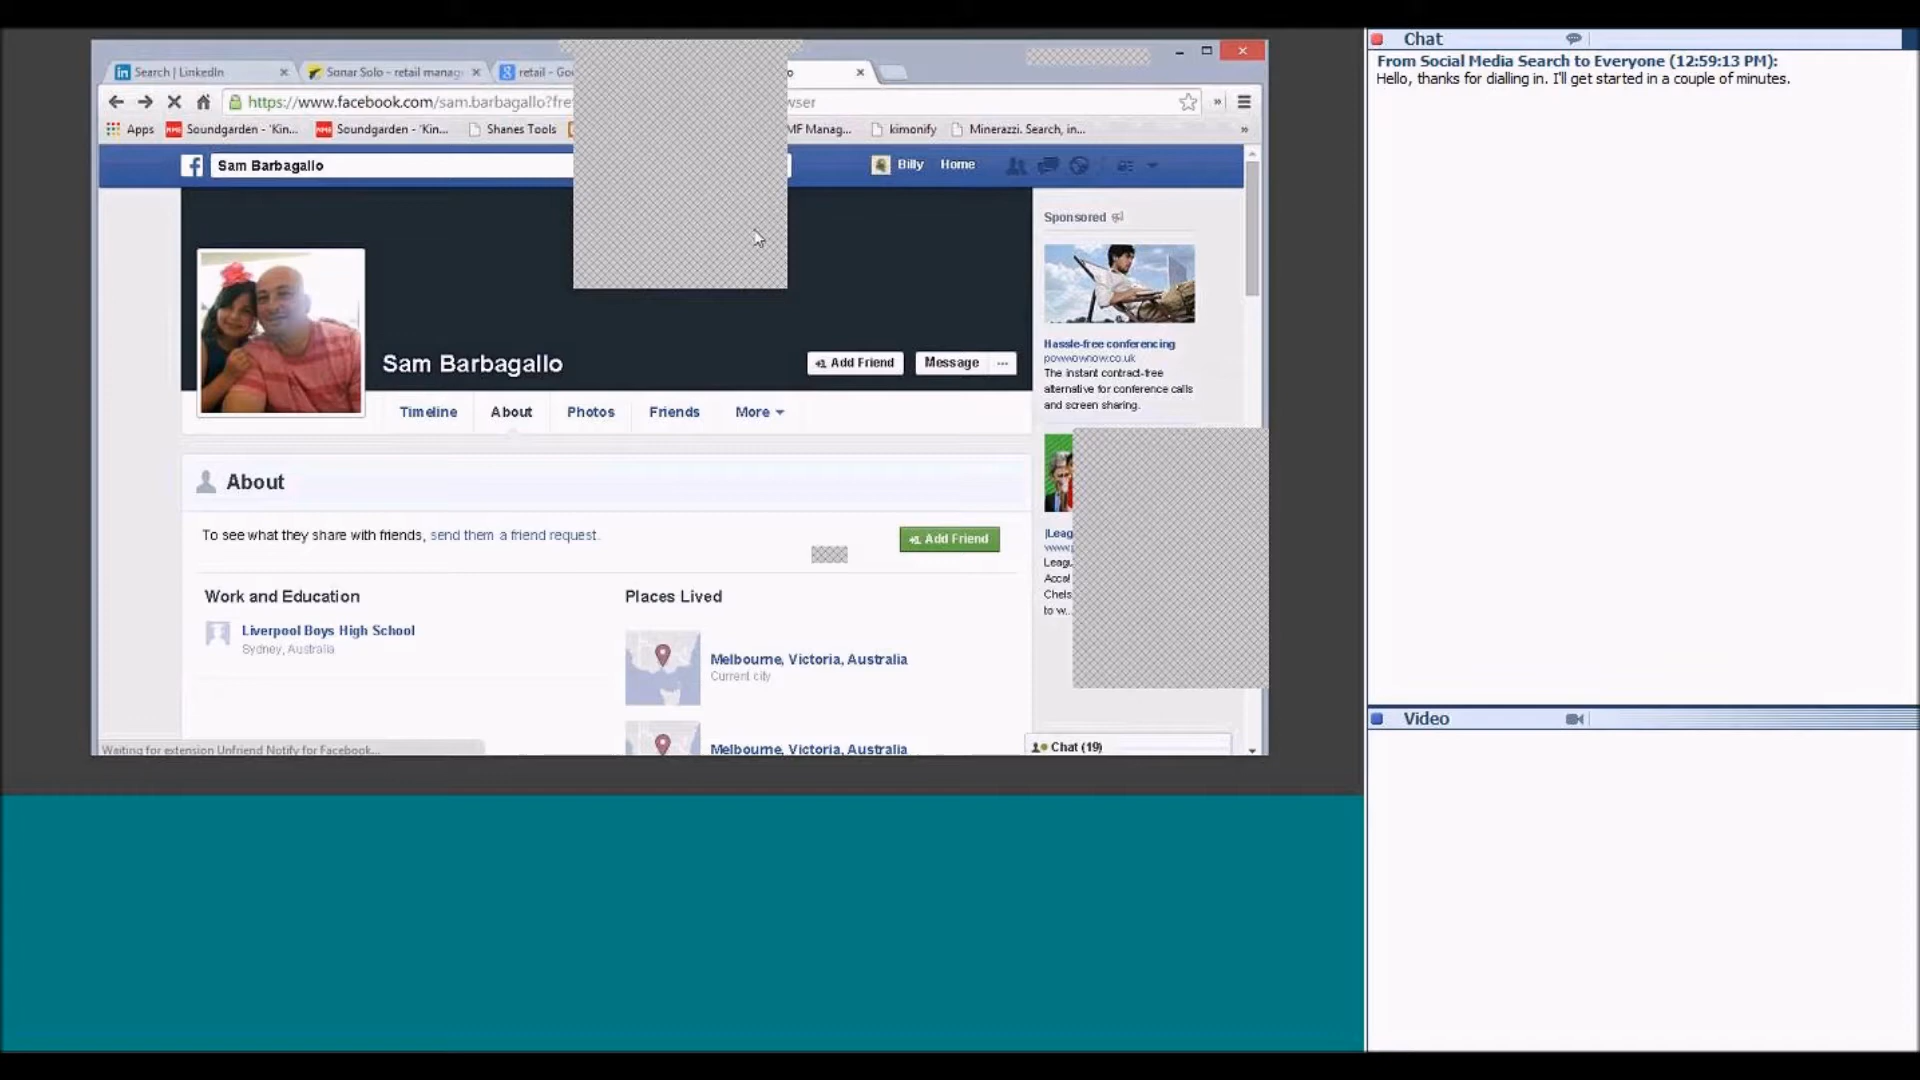 Search | LinkedIn
Sonar Solo - retail manag
retail - Goo
https://www.facebook.com/sam.barbagallo?fre
wser
Apps
Soundgarden - 'Kin...
Soundgarden - 'Kin...
Shanes Tools
MF Manag...
kimonify
Minerazzi. Search, in...
Sam Barbagallo
Billy
Home
Sam Barbagallo
+1 Add Friend
Message
Timeline
About
Photos
Friends
More
About
To see what they share with friends, send them a friend request.
+1 Add Friend
Work and Education
Liverpool Boys High School
Sydney, Australia
Places Lived
Melbourne, Victoria, Australia
Current city
Melbourne, Victoria, Australia
Waiting for extension Unfriend Notify for Facebook...
Sponsored
Hassle-free conferencing
powwownow.co.uk
The instant contract-free
alternative for conference calls
and screen sharing.
to w...
Chat (19)
Chat
From Social Media Search to Everyone (12:59:13 PM):
Hello, thanks for dialling in. I'll get started in a couple of minutes.
Video